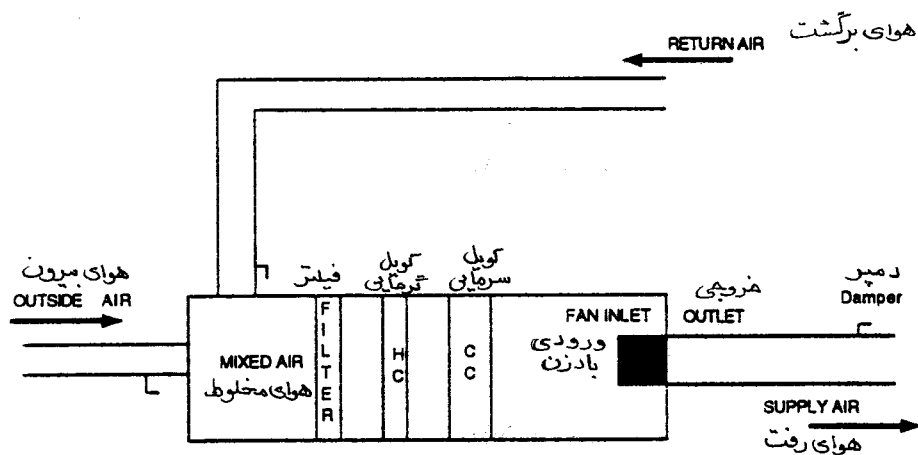 هوای برگشت
RETURN AIR
هوای بیرون
OUTSIDE AIR
فیلتر
کویل
گرمایی
کویل
سرمایی
خروجی
OUTLET
دمپر
Damper
FILTER
HC
CC
MIXED AIR
هوای مخلوط
FAN INLET
ورودی
بادزن
SUPPLY AIR
هوای رفت